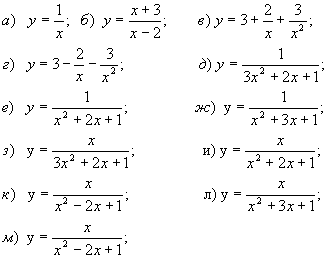 а) y = 1/x; б) y = (x+3)/(x−2); в) y = 3 + 2/x + 3/x²;
г) y = 3 − 2/x − 3/x²; д) y = 1/(3x² + 2x + 1);
е) y = 1/(x² + 2x + 1); ж) y = 1/(x² + 3x + 1);
з) y = x/(3x² + 2x + 1); и) y = x/(x² + 2x + 1);
к) y = x/(x² − 2x + 1); л) y = x/(x² + 3x + 1);
м) y = x/(x² − 2x + 1);